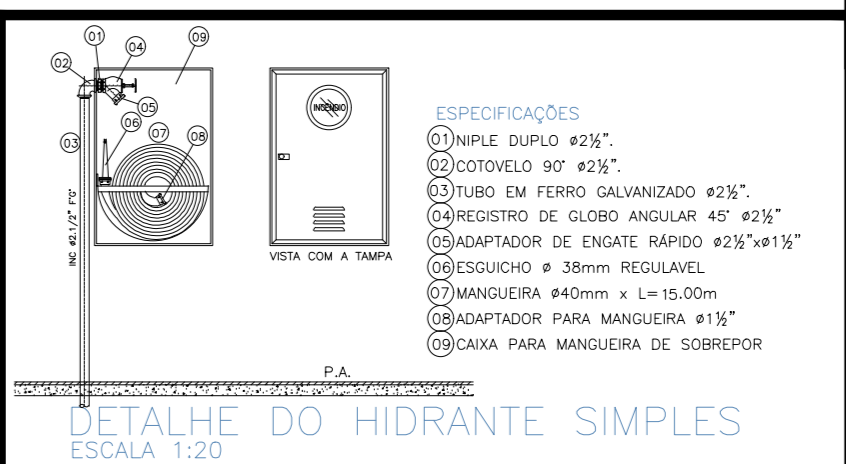 01
04
09
02
05
06
07
08
03
INCÊNDIO
INC ø2.1/2" FºGº
VISTA COM A TAMPA
P.A.
ESPECIFICAÇÕES
01 NIPLE DUPLO ø2½".
02 COTOVELO 90° ø2½".
03 TUBO EM FERRO GALVANIZADO ø2½".
04 REGISTRO DE GLOBO ANGULAR 45° ø2½"
05 ADAPTADOR DE ENGATE RÁPIDO ø2½"xø1½"
06 ESGUICHO ø 38mm REGULAVEL
07 MANGUEIRA ø40mm x L=15.00m
08 ADAPTADOR PARA MANGUEIRA ø1½"
09 CAIXA PARA MANGUEIRA DE SOBREPOR
DETALHE DO HIDRANTE SIMPLES
ESCALA 1:20